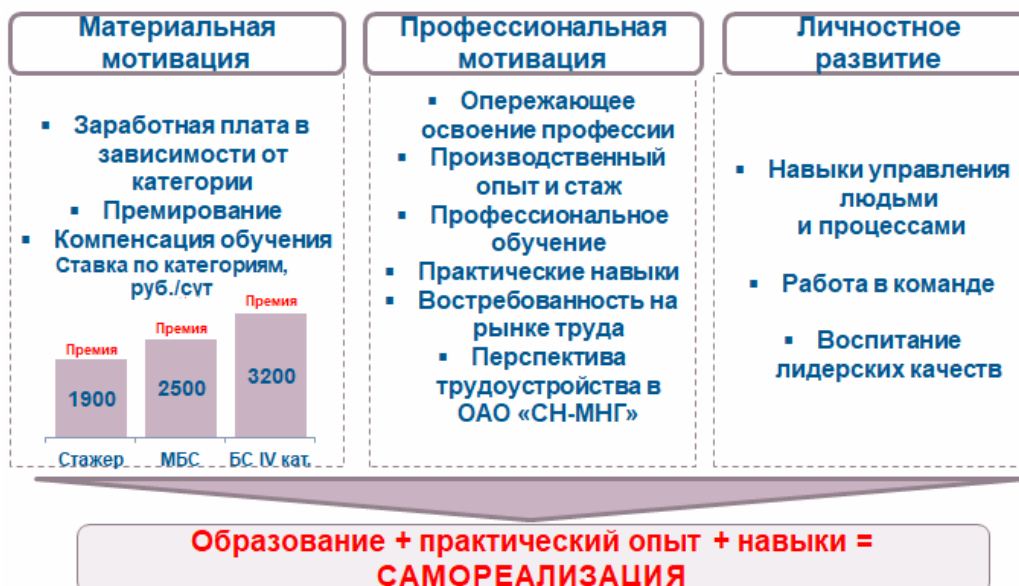 Материальная
мотивация
▪ Заработная плата в
зависимости от
категории
▪ Премирование
▪ Компенсация обучения
Ставка по категориям,
руб./сут
Премия
Премия
Премия
1900
2500
3200
Стажер
МБС
БС IV кат.
Профессиональная
мотивация
▪ Опережающее
освоение профессии
▪ Производственный
опыт и стаж
▪ Профессиональное
обучение
▪ Практические навыки
▪ Востребованность на
рынке труда
▪ Перспектива
трудоустройства в
ОАО «СН-МНГ»
Личностное
развитие
▪ Навыки управления
людьми
и процессами
▪ Работа в команде
▪ Воспитание
лидерских качеств
Образование + практический опыт + навыки =
САМОРЕАЛИЗАЦИЯ